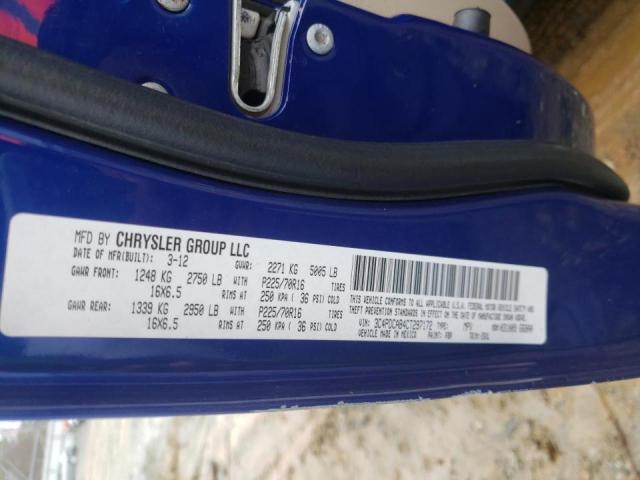 MFD BY CHRYSLER GROUP LLC
DATE OF MFR(BUILT): 3-12 GVWR: 2271 KG 5005 LB
GAWR FRONT: 1248 KG 2750 LB WITH P225/70R16 TIRES
16X6.5 RIMS AT 250 KPA ( 36 PSI) COLD
GAWR REAR: 1339 KG 2950 LB WITH P225/70R16 TIRES
16X6.5 RIMS AT 250 KPA ( 36 PSI) COLD
THIS VEHICLE CONFORMS TO ALL APPLICABLE U.S.A. FEDERAL MOTOR VEHICLE SAFETY AND
THEFT PREVENTION STANDARDS IN EFFECT ON THE DATE OF MANUFACTURE SHOWN ABOVE.
VIN: 3C4PDCAB4CT297172 TYPE: MPV
VEHICLE MADE IN MEXICO PAINT: TRIM: